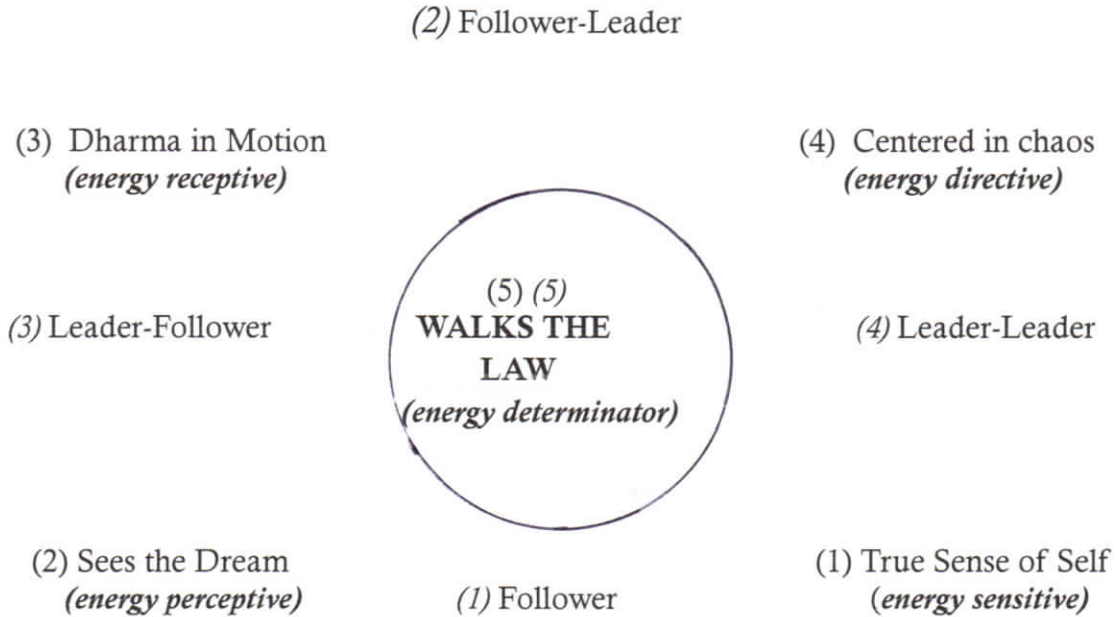 (2) Follower-Leader
(3) Dharma in Motion
(energy receptive)
(4) Centered in chaos
(energy directive)
(5) (5)
WALKS THE
LAW
(energy determinator)
(3) Leader-Follower
(4) Leader-Leader
(2) Sees the Dream
(energy perceptive)
(1) Follower
(1) True Sense of Self
(energy sensitive)